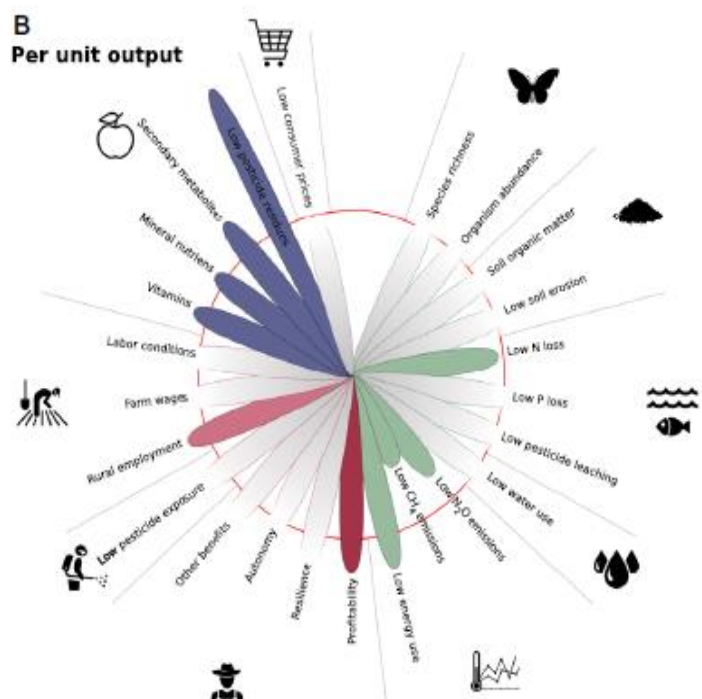 B
Per unit output
Low consumer prices
Species richness
Organism abundance
Soil organic matter
Low soil erosion
Low N loss
Low P loss
Low pesticide leaching
Low water use
Low N2O emissions
Low CH4 emissions
Low energy use
Profitability
Resilience
Autonomy
Other benefits
Low pesticide exposure
Rural employment
Farm wages
Labor conditions
Vitamins
Mineral nutriens
Secondary metabolites
Low pesticide residues